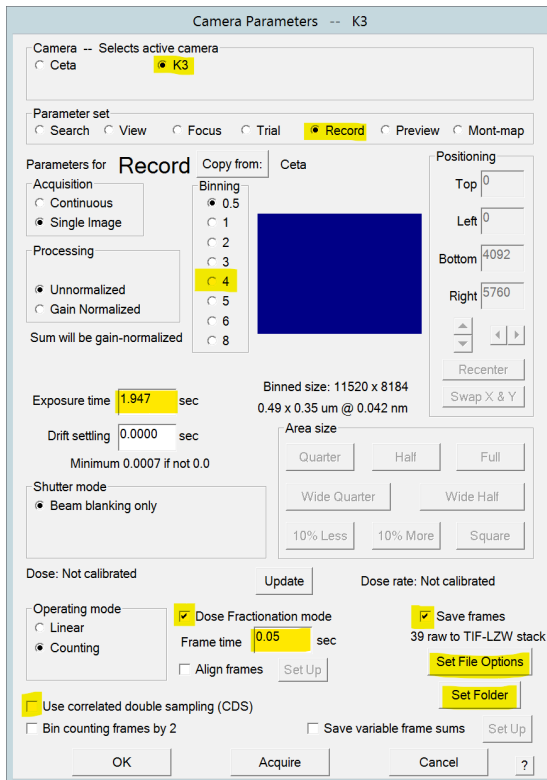 Camera Parameters -- K3
Camera -- Selects active camera
Ceta K3
Parameter set
Search View Focus Trial Record Preview Mont-map
Parameters for Record Copy from: Ceta
Acquisition
Continuous
Single Image
Processing
Unnormalized
Gain Normalized
Sum will be gain-normalized
Binning
0.5
1
2
3
4
5
6
8
Positioning
Top 0
Left 0
Bottom 4092
Right 5760
Recenter
Swap X & Y
Exposure time 1.947 sec
Drift settling 0.0000 sec
Minimum 0.0007 if not 0.0
Binned size: 11520 x 8184
0.49 x 0.35 um @ 0.042 nm
Shutter mode
Beam blanking only
Area size
Quarter Half Full
Wide Quarter Wide Half
10% Less 10% More Square
Dose: Not calibrated Update Dose rate: Not calibrated
Operating mode
Linear
Counting
Dose Fractionation mode
Frame time 0.05 sec
Align frames Set Up
Save frames
39 raw to TIF-LZW stack
Set File Options
Set Folder
Use correlated double sampling (CDS)
Bin counting frames by 2 Save variable frame sums Set Up
OK Acquire Cancel ?